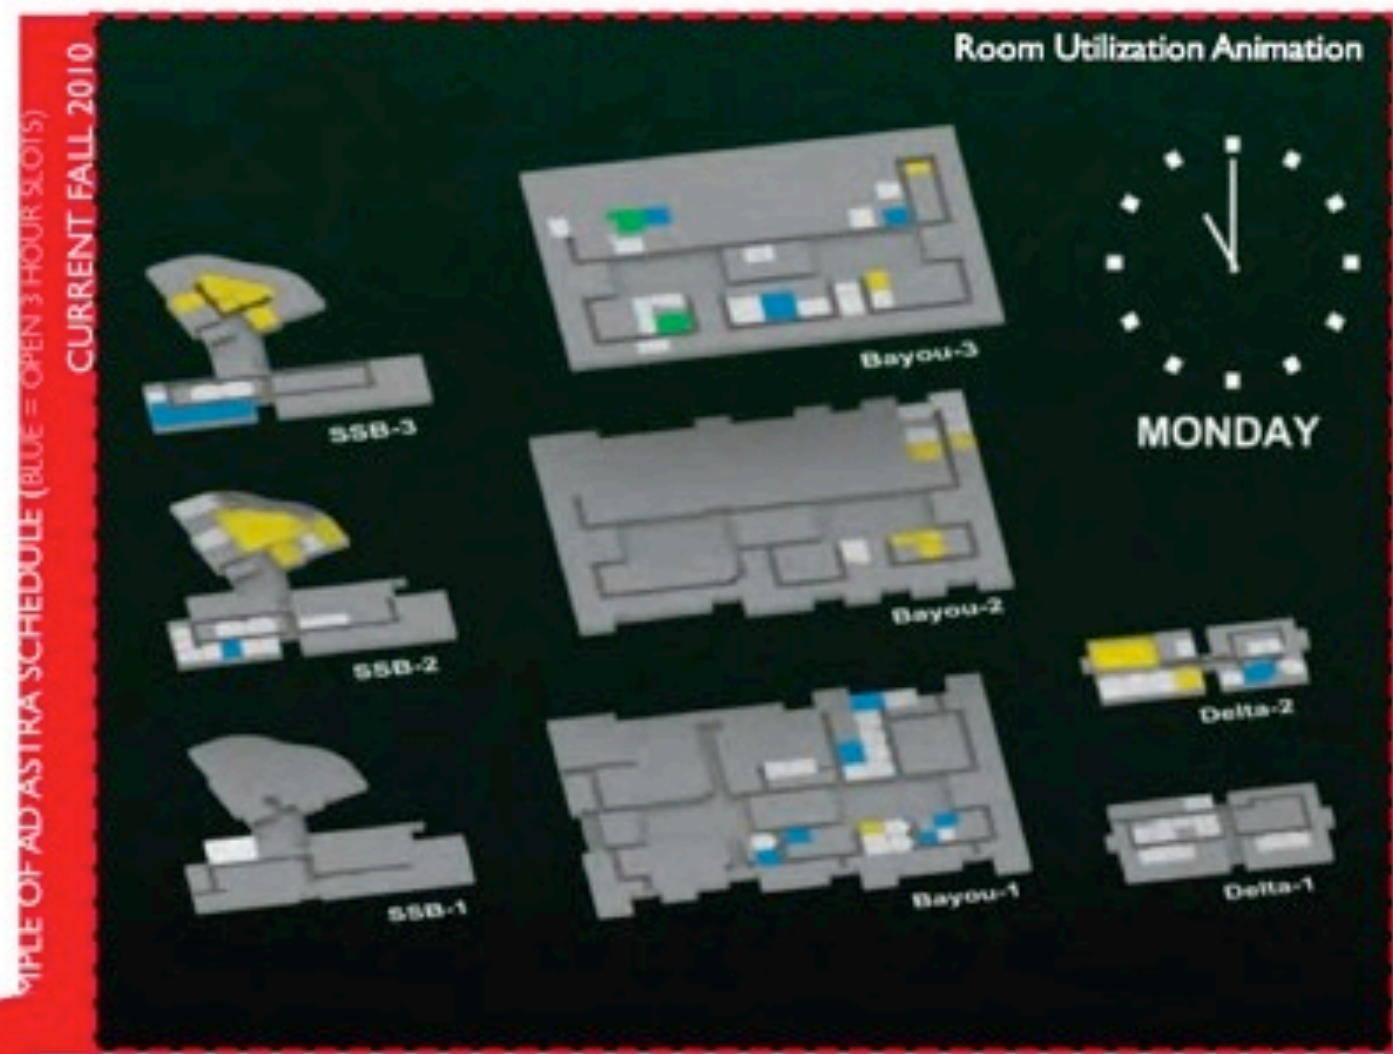 MPLE OF AD ASTRA SCHEDULE (BLUE = OPEN 3 HOUR SLOTS)
CURRENT FALL 2010
Room Utilization Animation
MONDAY
Bayou-3
SSB-3
Bayou-2
SSB-2
Delta-2
Bayou-1
Delta-1
SSB-1